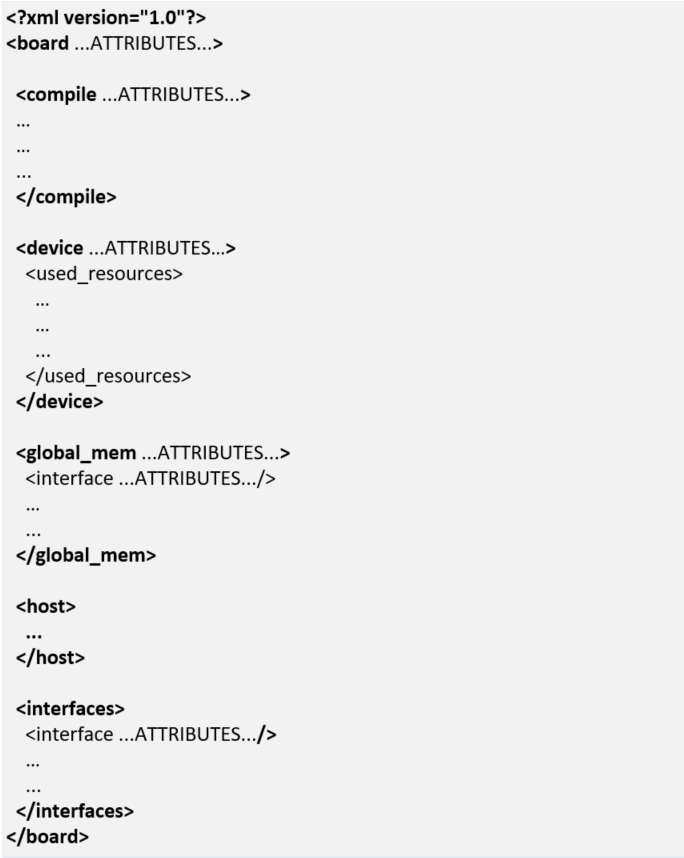 <?xml version="1.0"?>
<board ...ATTRIBUTES...>
<compile ...ATTRIBUTES...>
...
...
...
</compile>
<device ...ATTRIBUTES...>
<used_resources>
...
...
...
</used_resources>
</device>
<global_mem ...ATTRIBUTES...>
<interface ...ATTRIBUTES.../>
...
...
</global_mem>
<host>
...
</host>
<interfaces>
<interface ...ATTRIBUTES.../>
...
...
</interfaces>
</board>